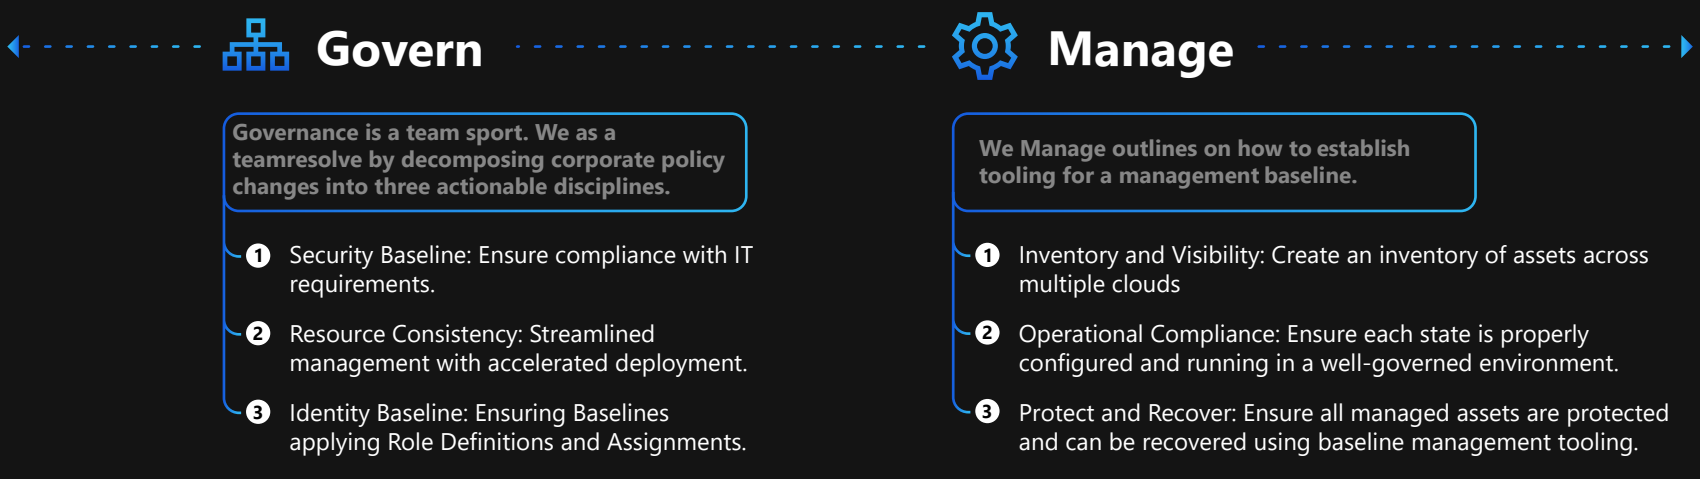 Govern
Governance is a team sport. We as a
teamresolve by decomposing corporate policy
changes into three actionable disciplines.
1 Security Baseline: Ensure compliance with IT
requirements.
2 Resource Consistency: Streamlined
management with accelerated deployment.
3 Identity Baseline: Ensuring Baselines
applying Role Definitions and Assignments.
Manage
We Manage outlines on how to establish
tooling for a management baseline.
1 Inventory and Visibility: Create an inventory of assets across
multiple clouds
2 Operational Compliance: Ensure each state is properly
configured and running in a well-governed environment.
3 Protect and Recover: Ensure all managed assets are protected
and can be recovered using baseline management tooling.